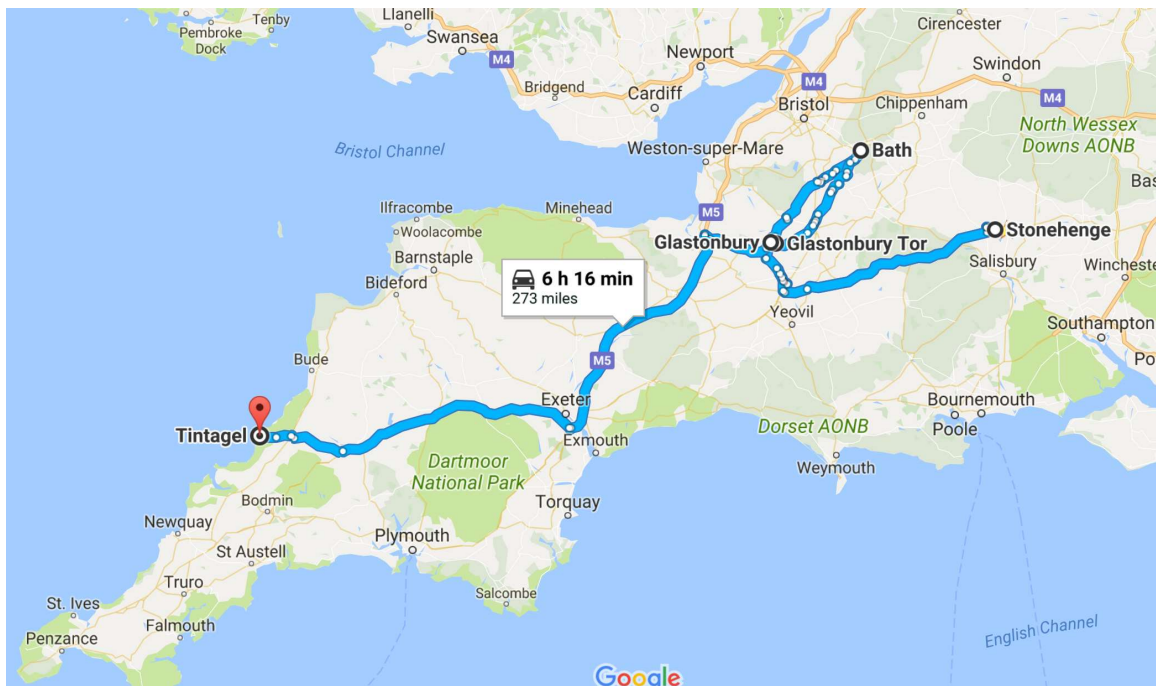 Pembroke
Dock
Tenby
Llanelli
Swansea
M4
Bridgend
Newport
Cardiff
M4
Bristol
Chippenham
Cirencester
Swindon
M4
North Wessex
Downs AONB
Bristol Channel
Weston-super-Mare
Bath
Bas
M5
Ilfracombe
Woolacombe
Minehead
Barnstaple
Bideford
Glastonbury
Glastonbury Tor
Stonehenge
Salisbury
Winchester
6 h 16 min
273 miles
Yeovil
Southampton
Po
Bude
M5
Exeter
Exmouth
Bournemouth
Poole
Dorset AONB
Weymouth
Tintagel
Dartmoor
National Park
Bodmin
Torquay
Newquay
Plymouth
St Austell
Truro
Salcombe
St. Ives
Falmouth
Penzance
English Channel
Google